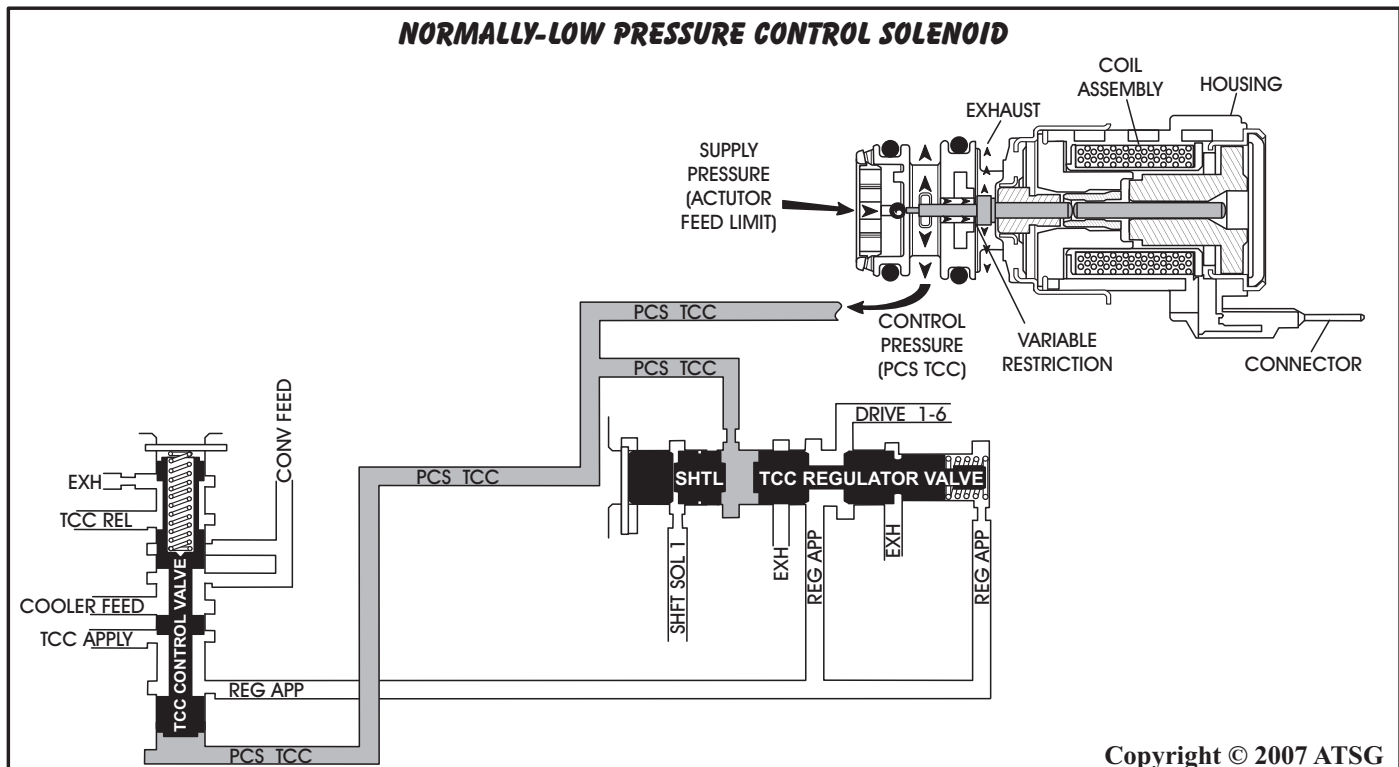 NORMALLY-LOW PRESSURE CONTROL SOLENOID
COIL
ASSEMBLY
HOUSING
EXHAUST
SUPPLY
PRESSURE
(ACTUTOR
FEED LIMIT)
PCS TCC
CONTROL
PRESSURE
(PCS TCC)
VARIABLE
RESTRICTION
CONNECTOR
PCS TCC
DRIVE 1-6
CONV FEED
EXH
PCS TCC
SHTL
TCC REGULATOR VALVE
TCC REL
TCC CONTROL VALVE
COOLER FEED
TCC APPLY
SHFT SOL 1
EXH
REG APP
EXH
REG APP
REG APP
PCS TCC
Copyright © 2007 ATSG